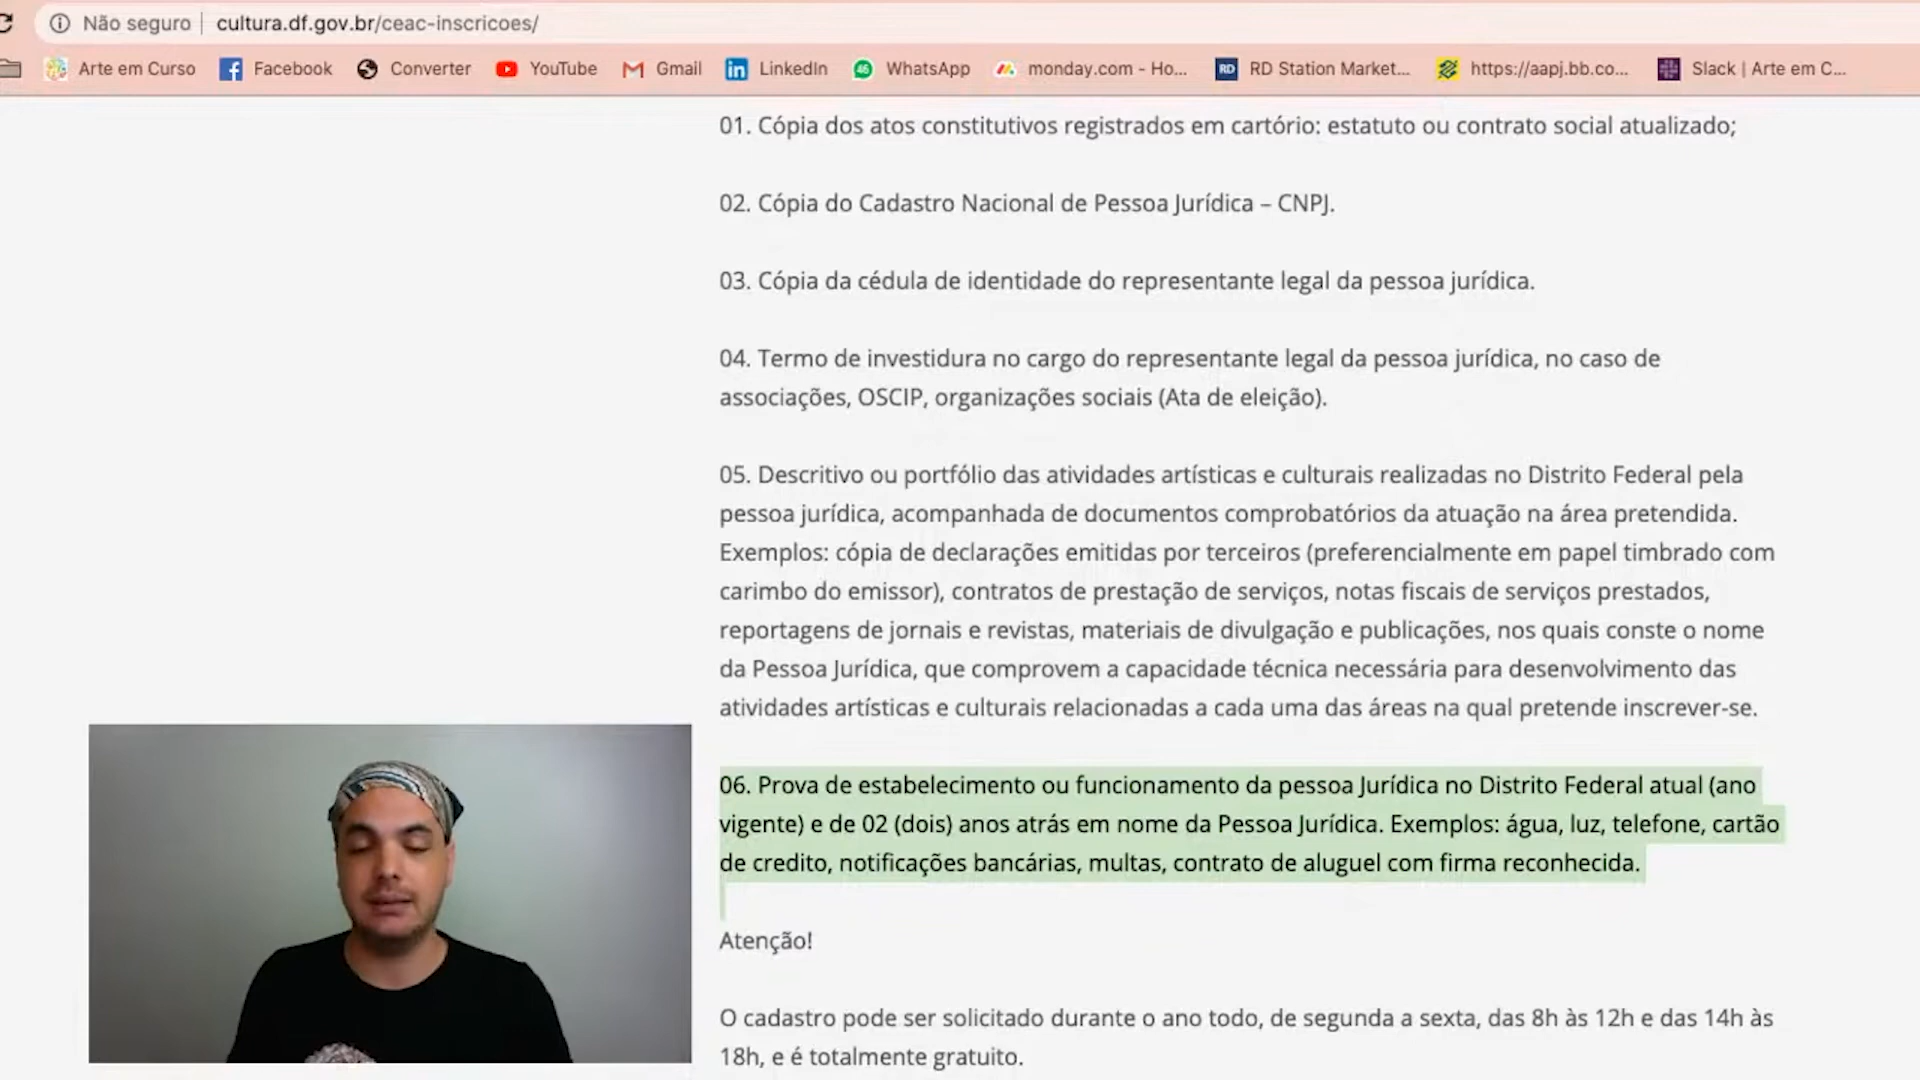 Não seguro cultura.df.gov.br/ceac-inscricoes/
Arte em Curso Facebook Converter YouTube Gmail LinkedIn 46 WhatsApp monday.com - Ho... RD RD Station Market... https://aapj.bb.co... Slack | Arte em C...
01. Cópia dos atos constitutivos registrados em cartório: estatuto ou contrato social atualizado;
02. Cópia do Cadastro Nacional de Pessoa Jurídica – CNPJ.
03. Cópia da cédula de identidade do representante legal da pessoa jurídica.
04. Termo de investidura no cargo do representante legal da pessoa jurídica, no caso de
associações, OSCIP, organizações sociais (Ata de eleição).
05. Descritivo ou portfólio das atividades artísticas e culturais realizadas no Distrito Federal pela
pessoa jurídica, acompanhada de documentos comprobatórios da atuação na área pretendida.
Exemplos: cópia de declarações emitidas por terceiros (preferencialmente em papel timbrado com
carimbo do emissor), contratos de prestação de serviços, notas fiscais de serviços prestados,
reportagens de jornais e revistas, materiais de divulgação e publicações, nos quais conste o nome
da Pessoa Jurídica, que comprovem a capacidade técnica necessária para desenvolvimento das
atividades artísticas e culturais relacionadas a cada uma das áreas na qual pretende inscrever-se.
06. Prova de estabelecimento ou funcionamento da pessoa Jurídica no Distrito Federal atual (ano
vigente) e de 02 (dois) anos atrás em nome da Pessoa Jurídica. Exemplos: água, luz, telefone, cartão
de credito, notificações bancárias, multas, contrato de aluguel com firma reconhecida.
Atenção!
O cadastro pode ser solicitado durante o ano todo, de segunda a sexta, das 8h às 12h e das 14h às
18h, e é totalmente gratuito.